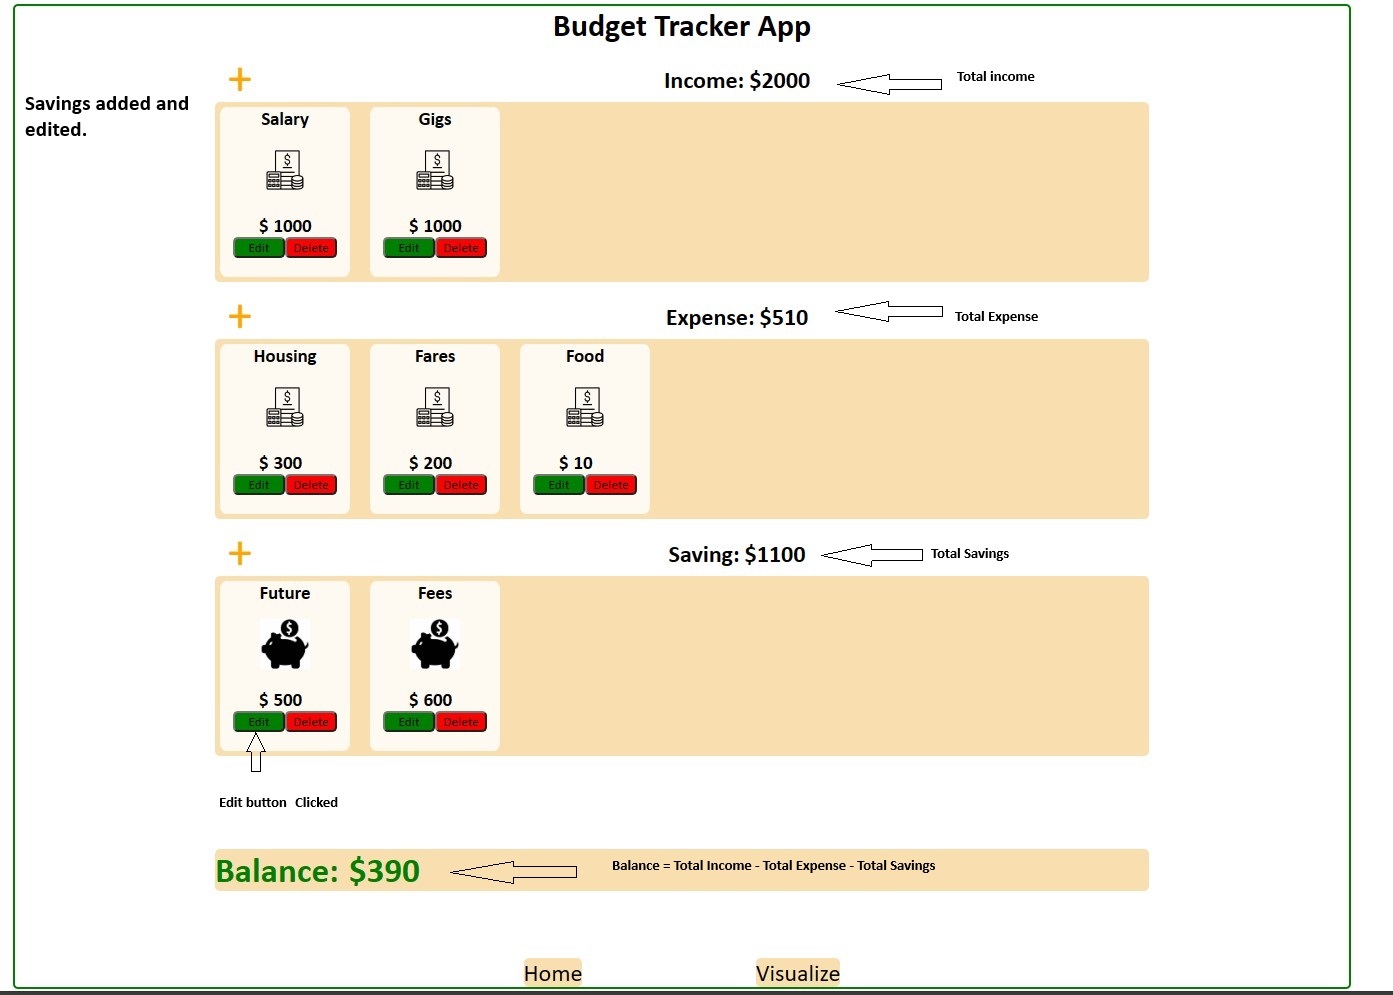 Budget Tracker App
+
Income: $2000
Total income
Savings added and
edited.
Salary
Gigs
$
$
$ 1000
$ 1000
Edit
Delete
Edit
Delete
+
Expense: $510
Total Expense
Housing
Fares
Food
$
$
$
$ 300
$ 200
$ 10
Edit
Delete
Edit
Delete
Edit
Delete
+
Saving: $1100
Total Savings
Future
Fees
$
$
$ 500
$ 600
Edit
Delete
Edit
Delete
Edit button  Clicked
Balance: $390
Balance = Total Income - Total Expense - Total Savings
Home
Visualize